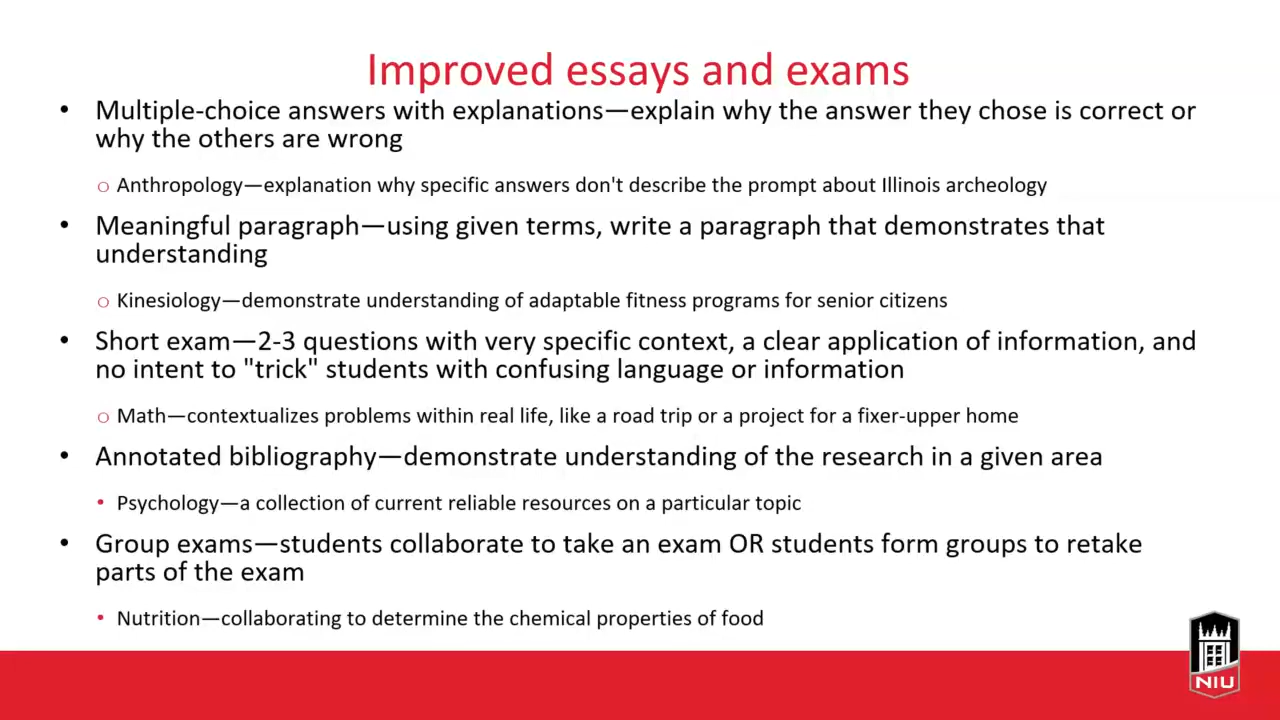 Improved essays and exams
• Multiple-choice answers with explanations—explain why the answer they chose is correct or
why the others are wrong
○ Anthropology—explanation why specific answers don't describe the prompt about Illinois archeology
• Meaningful paragraph—using given terms, write a paragraph that demonstrates that
understanding
○ Kinesiology—demonstrate understanding of adaptable fitness programs for senior citizens
• Short exam—2-3 questions with very specific context, a clear application of information, and
no intent to "trick" students with confusing language or information
○ Math—contextualizes problems within real life, like a road trip or a project for a fixer-upper home
• Annotated bibliography—demonstrate understanding of the research in a given area
• Psychology—a collection of current reliable resources on a particular topic
• Group exams—students collaborate to take an exam OR students form groups to retake
parts of the exam
• Nutrition—collaborating to determine the chemical properties of food
NIU